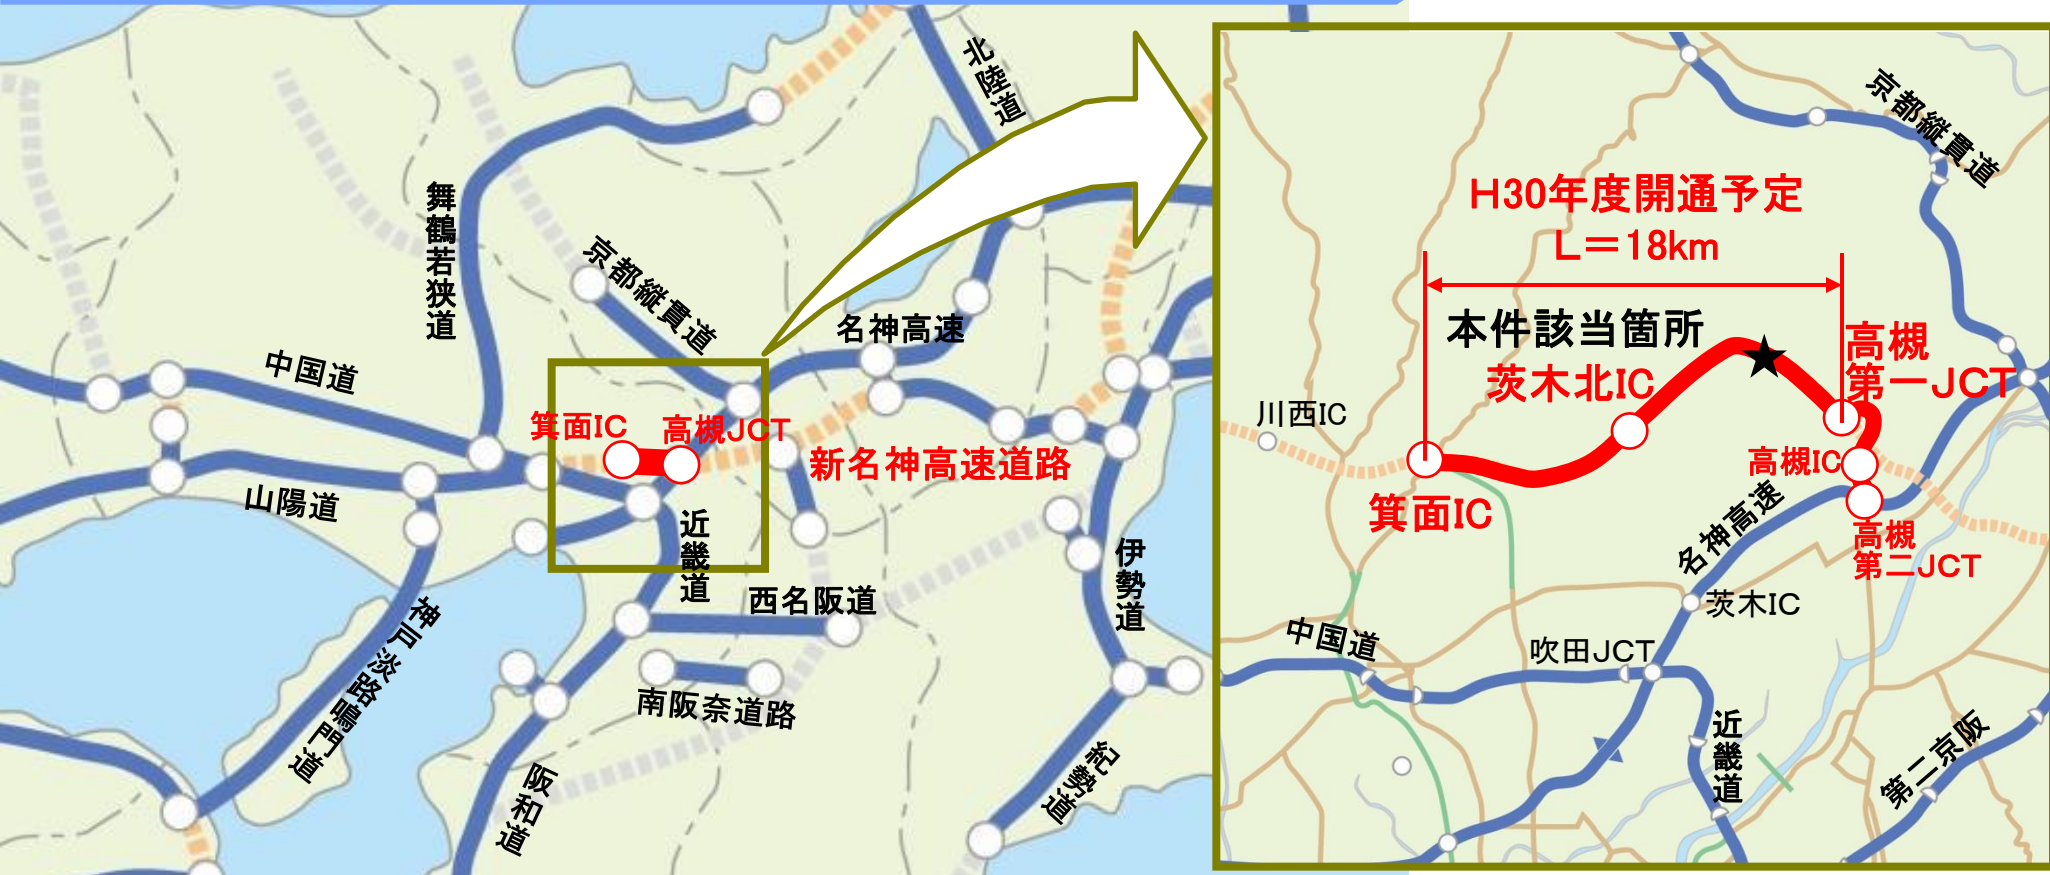 北陸道
舞鶴若狭道
京都縦貫道
名神高速
中国道
箕面IC
高槻JCT
新名神高速道路
山陽道
近畿道
伊勢道
西名阪道
神戸淡路鳴門道
南阪奈道路
阪和道
紀勢道
京都縦貫道
H30年度開通予定
L＝18km
本件該当箇所
高槻
第一JCT
茨木北IC
川西IC
高槻IC
箕面IC
名神高速
高槻
第二JCT
茨木IC
中国道
吹田JCT
近畿道
第二京阪